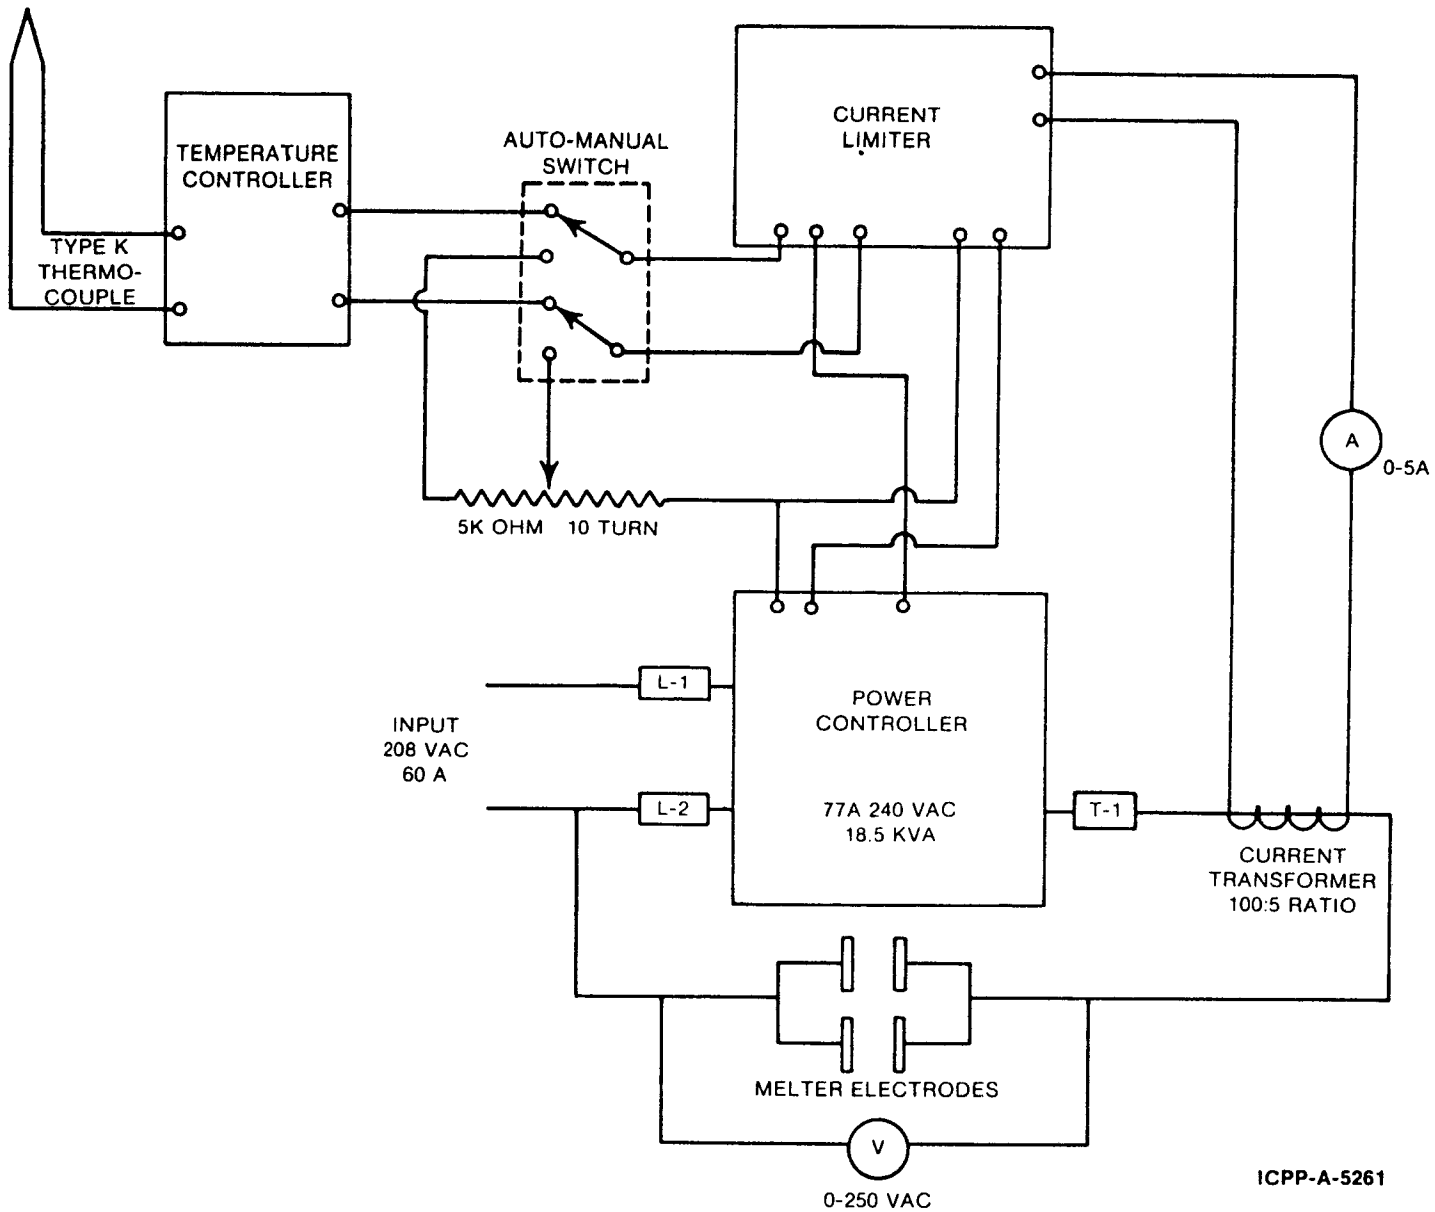 CURRENT
LIMITER
AUTO-MANUAL
SWITCH
TEMPERATURE
CONTROLLER
TYPE K
THERMO-
COUPLE
A
0-5A
5K OHM 10 TURN
L-1
INPUT
208 VAC
60 A
POWER
CONTROLLER
L-2
77A 240 VAC
18.5 KVA
T-1
CURRENT
TRANSFORMER
100:5 RATIO
MELTER ELECTRODES
V
0-250 VAC
ICPP-A-5261